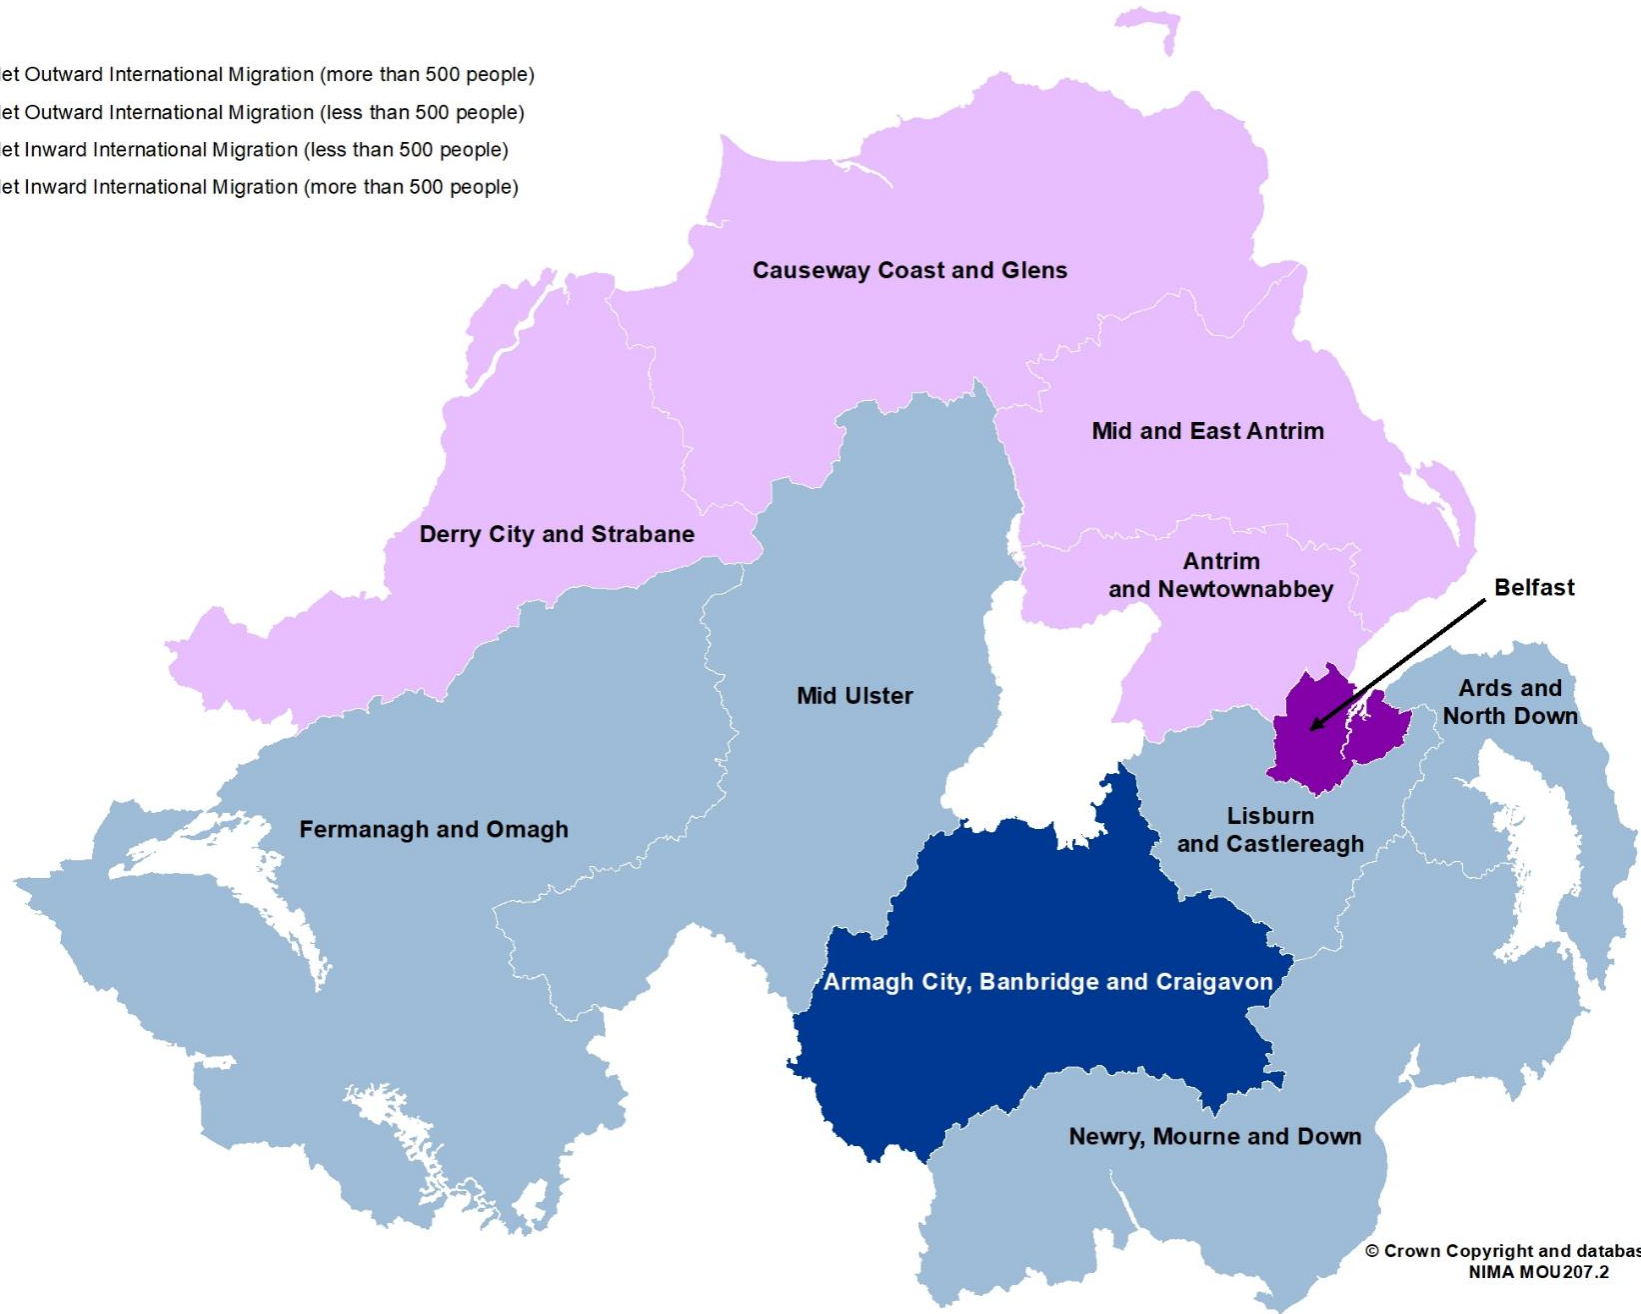 et Outward International Migration (more than 500 people)
et Outward International Migration (less than 500 people)
et Inward International Migration (less than 500 people)
et Inward International Migration (more than 500 people)
Causeway Coast and Glens
Mid and East Antrim
Derry City and Strabane
Antrim
and Newtownabbey
Belfast
Mid Ulster
Ards and
North Down
Fermanagh and Omagh
Lisburn
and Castlereagh
Armagh City, Banbridge and Craigavon
Newry, Mourne and Down
© Crown Copyright and databas
NIMA MOU207.2